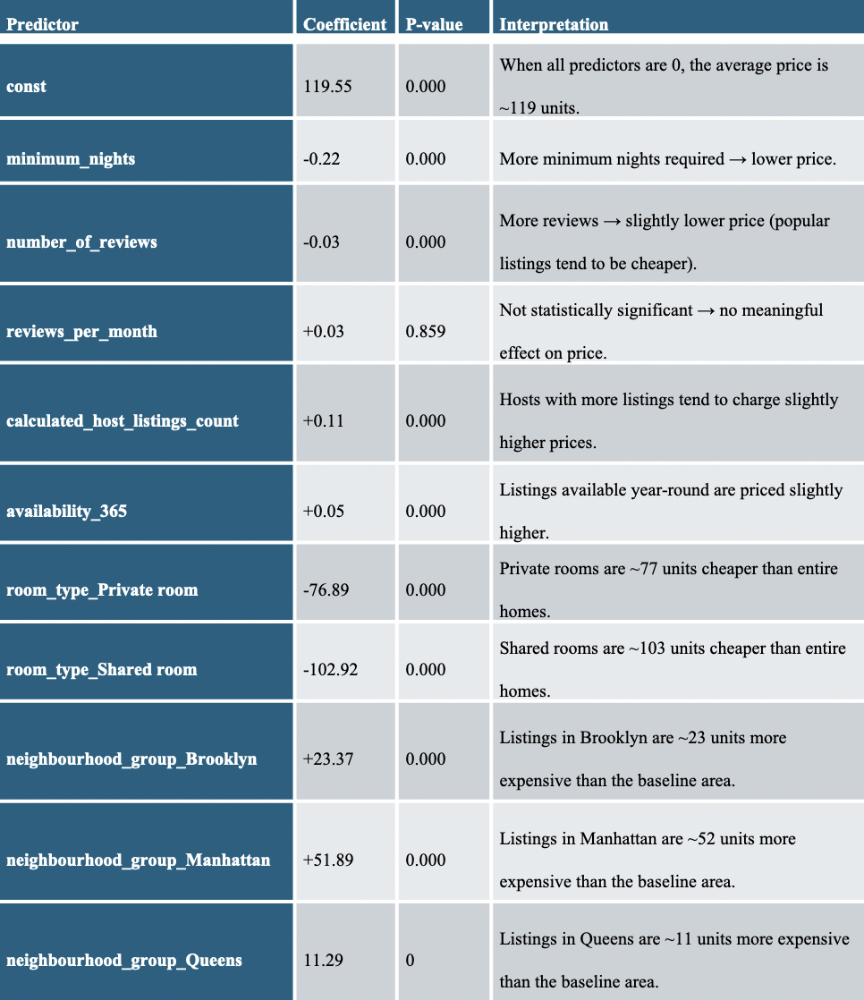 Predictor Coefficient P-value Interpretation
const 119.55 0.000 When all predictors are 0, the average price is
~119 units.
minimum_nights -0.22 0.000 More minimum nights required → lower price.
number_of_reviews -0.03 0.000 More reviews → slightly lower price (popular
listings tend to be cheaper).
reviews_per_month +0.03 0.859 Not statistically significant → no meaningful
effect on price.
calculated_host_listings_count +0.11 0.000 Hosts with more listings tend to charge slightly
higher prices.
availability_365 +0.05 0.000 Listings available year-round are priced slightly
higher.
room_type_Private room -76.89 0.000 Private rooms are ~77 units cheaper than entire
homes.
room_type_Shared room -102.92 0.000 Shared rooms are ~103 units cheaper than entire
homes.
neighbourhood_group_Brooklyn +23.37 0.000 Listings in Brooklyn are ~23 units more
expensive than the baseline area.
neighbourhood_group_Manhattan +51.89 0.000 Listings in Manhattan are ~52 units more
expensive than the baseline area.
neighbourhood_group_Queens 11.29 0 Listings in Queens are ~11 units more expensive
than the baseline area.